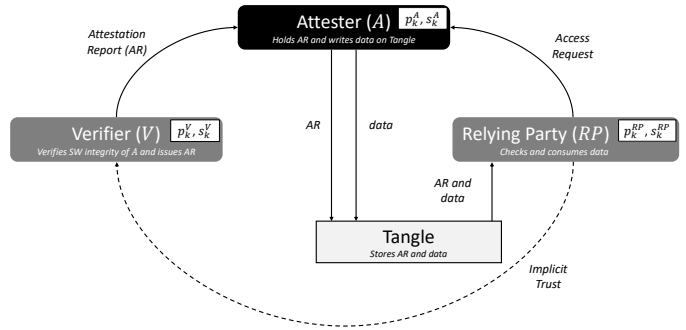 Attester (A)
p_k^A, s_k^A
Holds AR and writes data on Tangle
Attestation
Report (AR)
Access
Request
Verifier (V)
p_k^V, s_k^V
Verifies SW integrity of A and issues AR
AR
data
Relying Party (RP)
p_k^RP, s_k^RP
Checks and consumes data
AR and
data
Tangle
Stores AR and data
Implicit
Trust